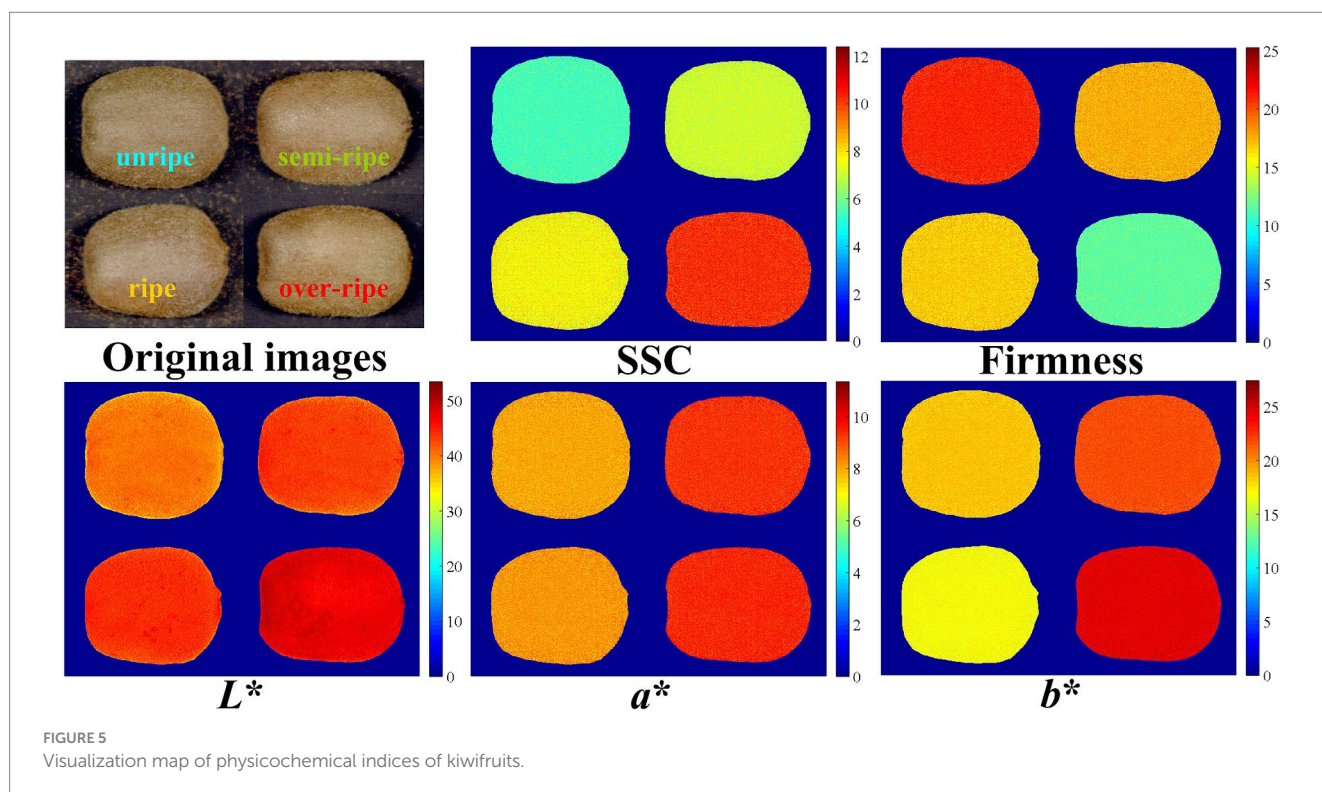 unripe
semi-ripe
ripe
over-ripe
Original images
12
10
8
6
4
2
0
SSC
25
20
15
10
5
0
Firmness
50
40
30
20
10
0
L*
10
8
6
4
2
0
a*
25
20
15
10
5
0
b*
FIGURE 5
Visualization map of physicochemical indices of kiwifruits.